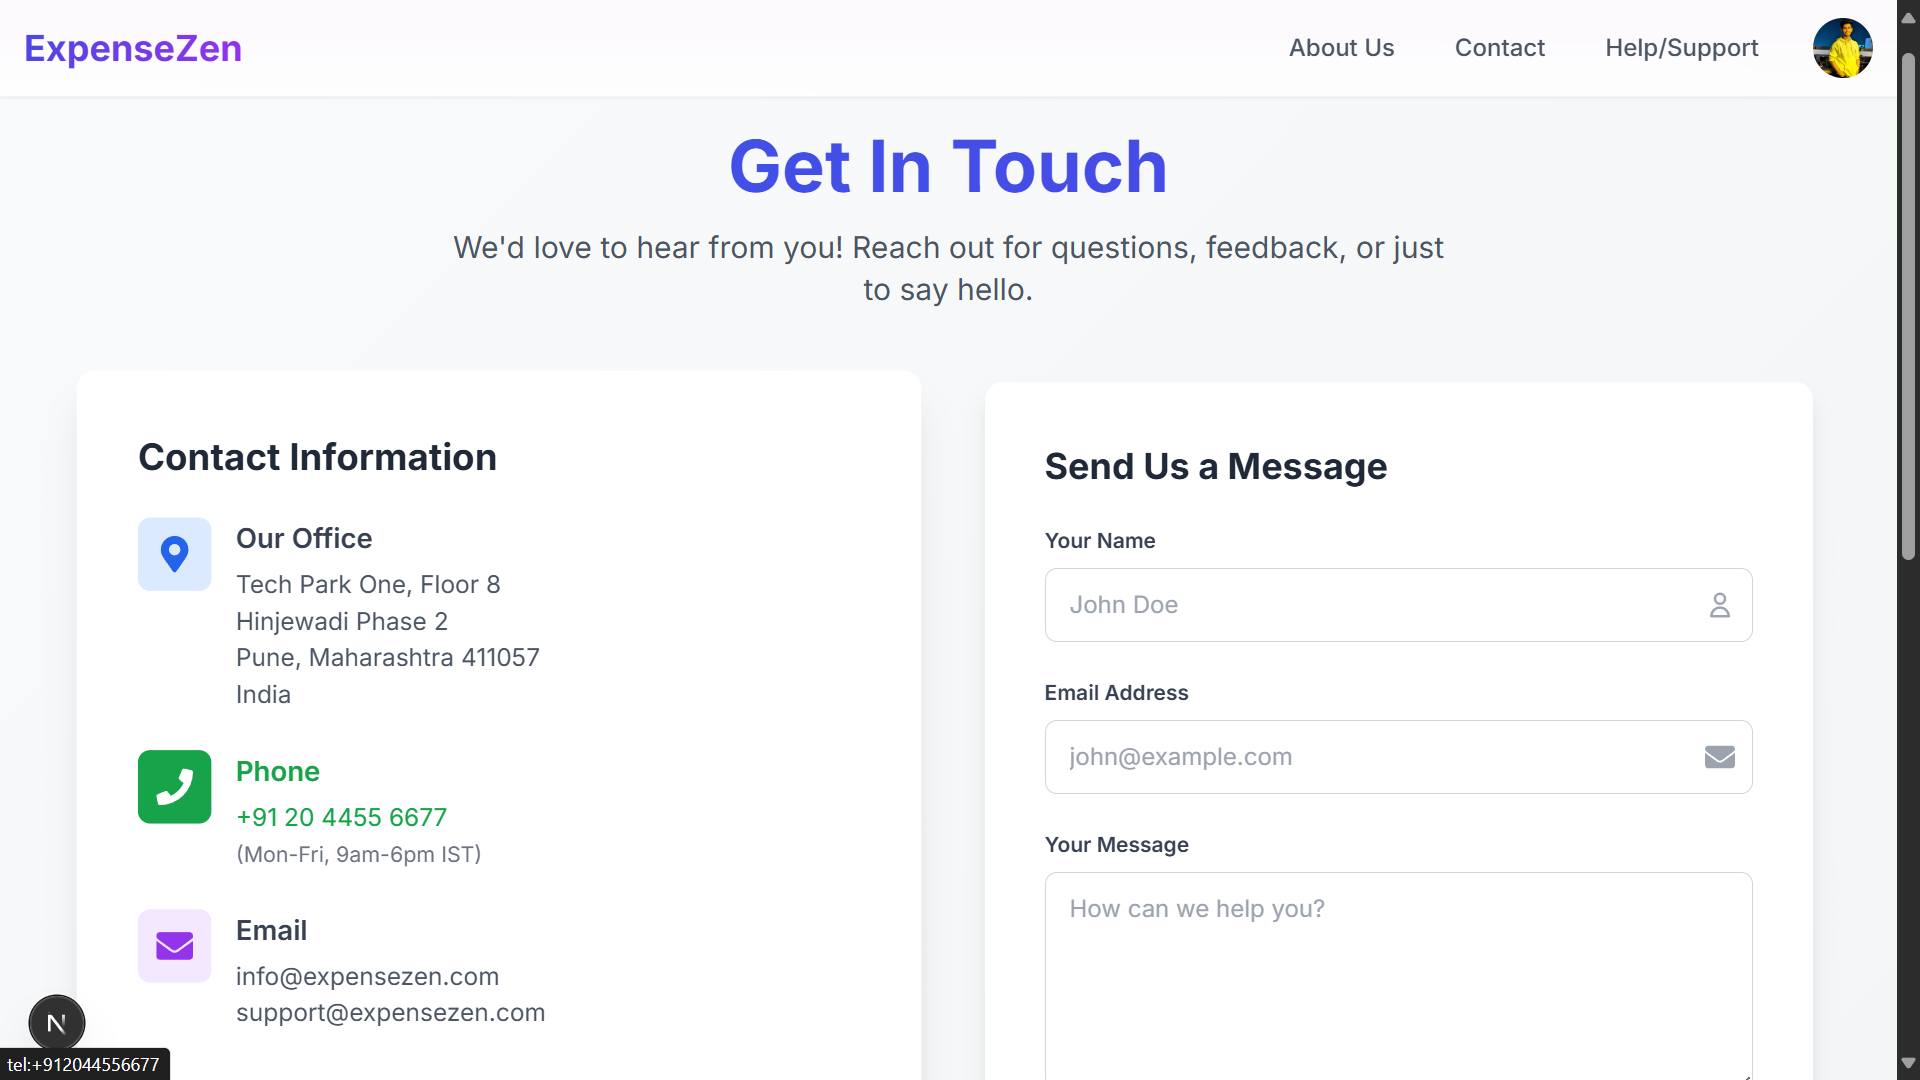 ExpenseZen
About Us
Contact
Help/Support
Get In Touch
We'd love to hear from you! Reach out for questions, feedback, or just
to say hello.
Contact Information
Our Office
Tech Park One, Floor 8
Hinjewadi Phase 2
Pune, Maharashtra 411057
India
Phone
+91 20 4455 6677
(Mon-Fri, 9am-6pm IST)
Email
info@expensezen.com
support@expensezen.com
Send Us a Message
Your Name
John Doe
Email Address
john@example.com
Your Message
How can we help you?
N
tel:+912044556677